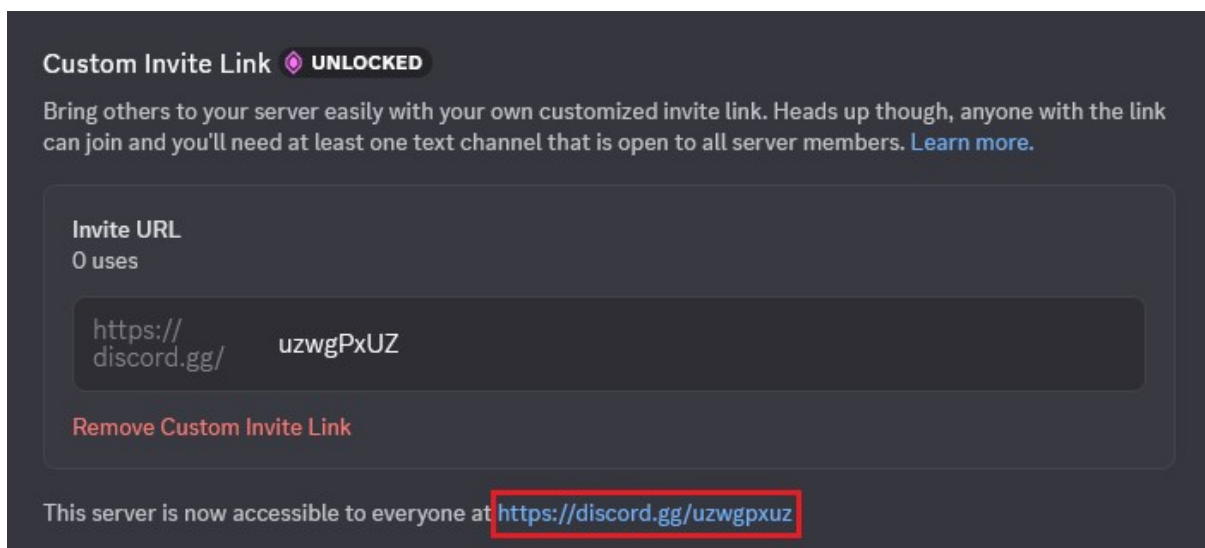 Custom Invite Link UNLOCKED
Bring others to your server easily with your own customized invite link. Heads up though, anyone with the link
can join and you'll need at least one text channel that is open to all server members. Learn more.
Invite URL
0 uses
https://
discord.gg/
uzwgPxUZ
Remove Custom Invite Link
This server is now accessible to everyone at https://discord.gg/uzwgpxuz